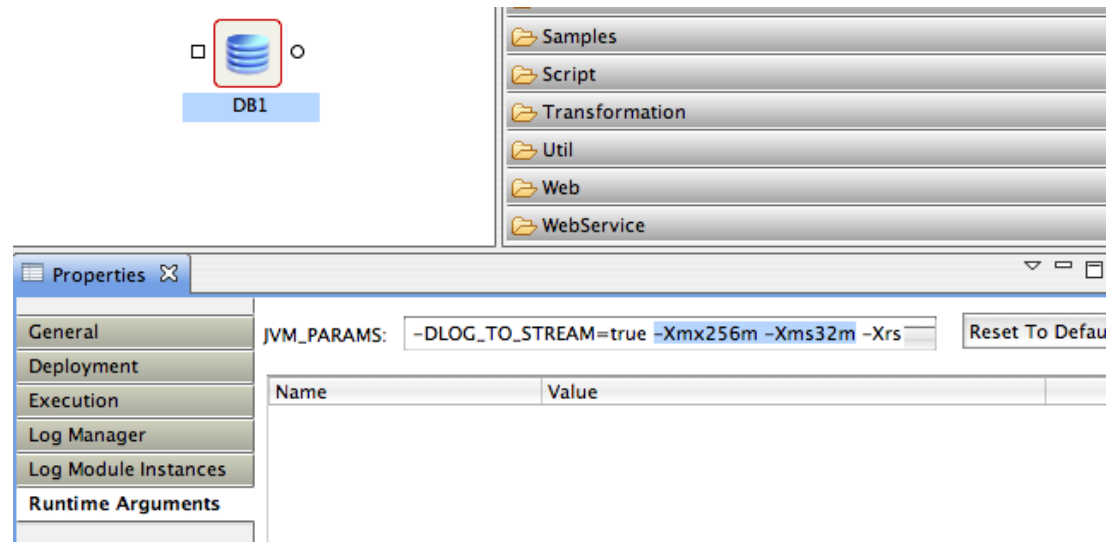 DB1
Samples
Script
Transformation
Util
Web
WebService
Properties
General
Deployment
Execution
Log Manager
Log Module Instances
Runtime Arguments
JVM_PARAMS: -DLOG_TO_STREAM=true -Xmx256m -Xms32m -Xrs
Reset To Defau
Name Value